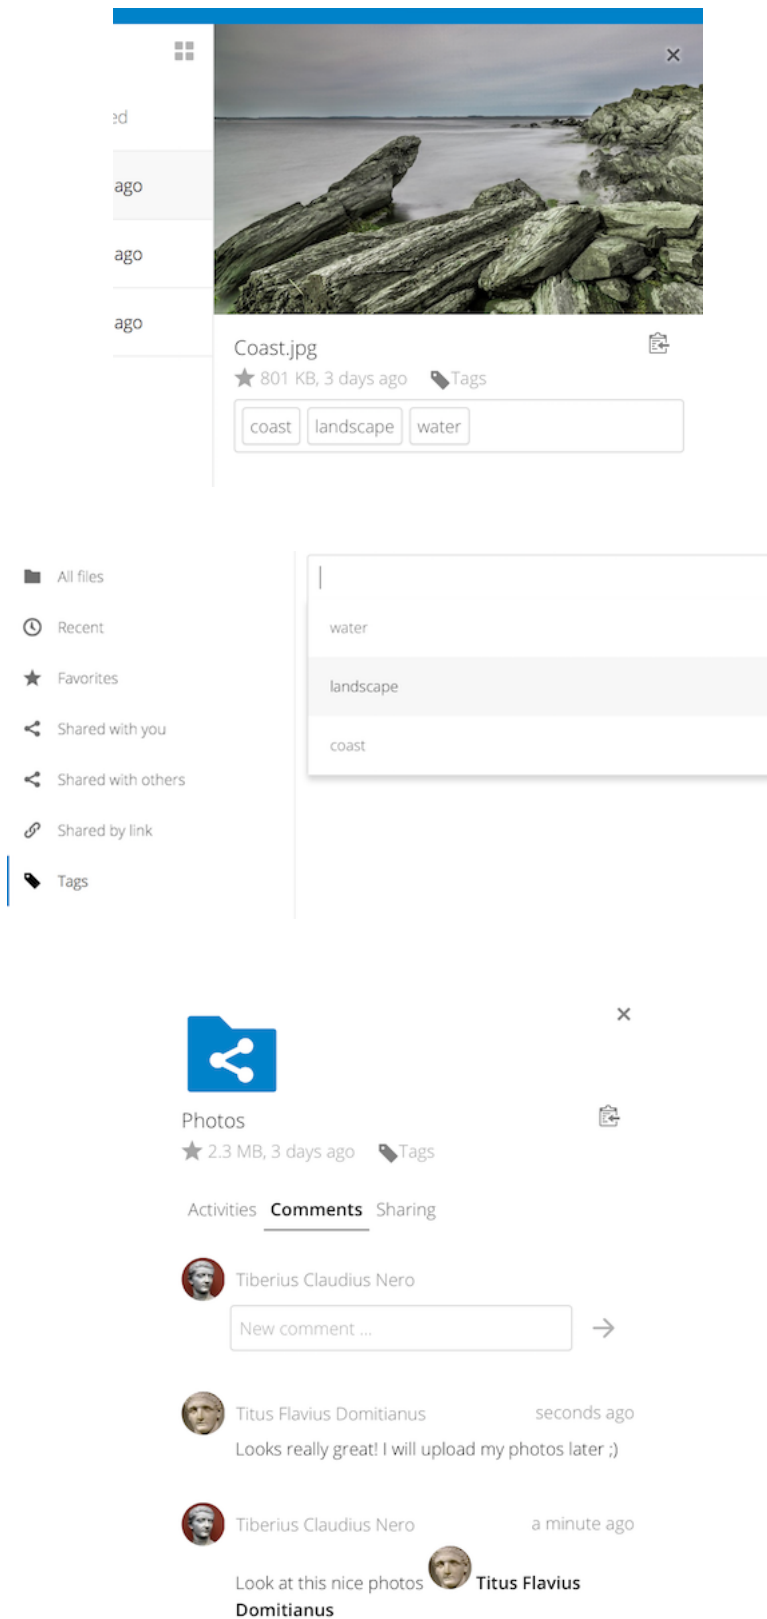 ed
ago
ago
ago
Coast.jpg
801 KB, 3 days ago Tags
coast landscape water
All files
Recent
Favorites
Shared with you
Shared with others
Shared by link
Tags
water
landscape
coast
Photos
2.3 MB, 3 days ago Tags
Activities Comments Sharing
Tiberius Claudius Nero
New comment ...
Titus Flavius Domitianus seconds ago
Looks really great! I will upload my photos later ;)
Tiberius Claudius Nero a minute ago
Look at this nice photos Titus Flavius
Domitianus